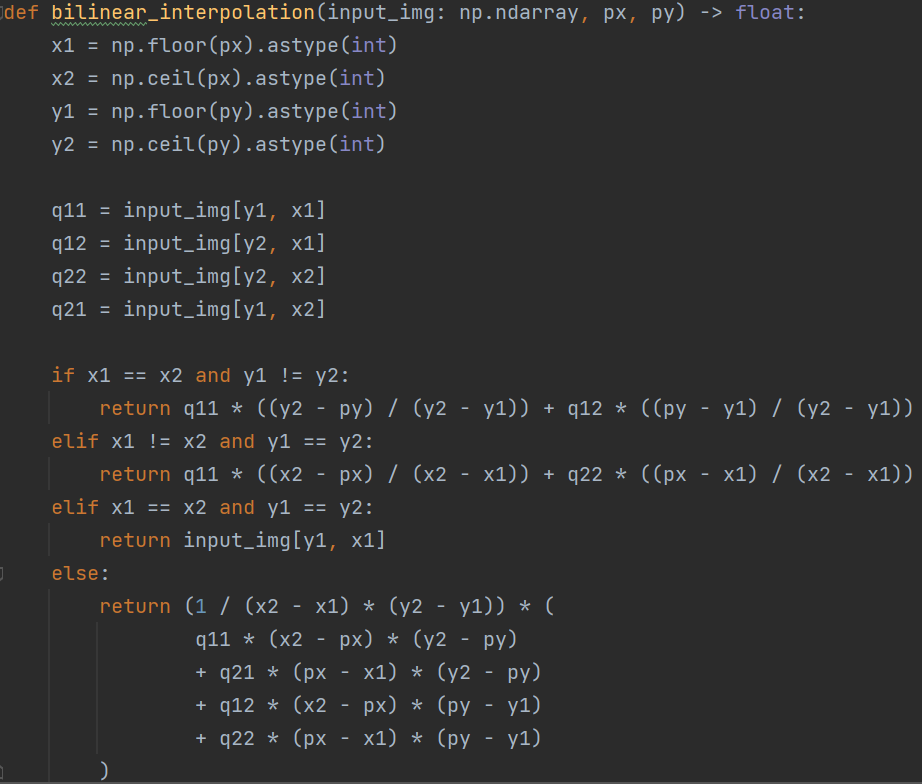 def bilinear_interpolation(input_img: np.ndarray, px, py) -> float:
    x1 = np.floor(px).astype(int)
    x2 = np.ceil(px).astype(int)
    y1 = np.floor(py).astype(int)
    y2 = np.ceil(py).astype(int)

    q11 = input_img[y1, x1]
    q12 = input_img[y2, x1]
    q22 = input_img[y2, x2]
    q21 = input_img[y1, x2]

    if x1 == x2 and y1 != y2:
        return q11 * ((y2 - py) / (y2 - y1)) + q12 * ((py - y1) / (y2 - y1))
    elif x1 != x2 and y1 == y2:
        return q11 * ((x2 - px) / (x2 - x1)) + q22 * ((px - x1) / (x2 - x1))
    elif x1 == x2 and y1 == y2:
        return input_img[y1, x1]
    else:
        return (1 / (x2 - x1) * (y2 - y1)) * (
                q11 * (x2 - px) * (y2 - py)
                + q21 * (px - x1) * (y2 - py)
                + q12 * (x2 - px) * (py - y1)
                + q22 * (px - x1) * (py - y1)
        )